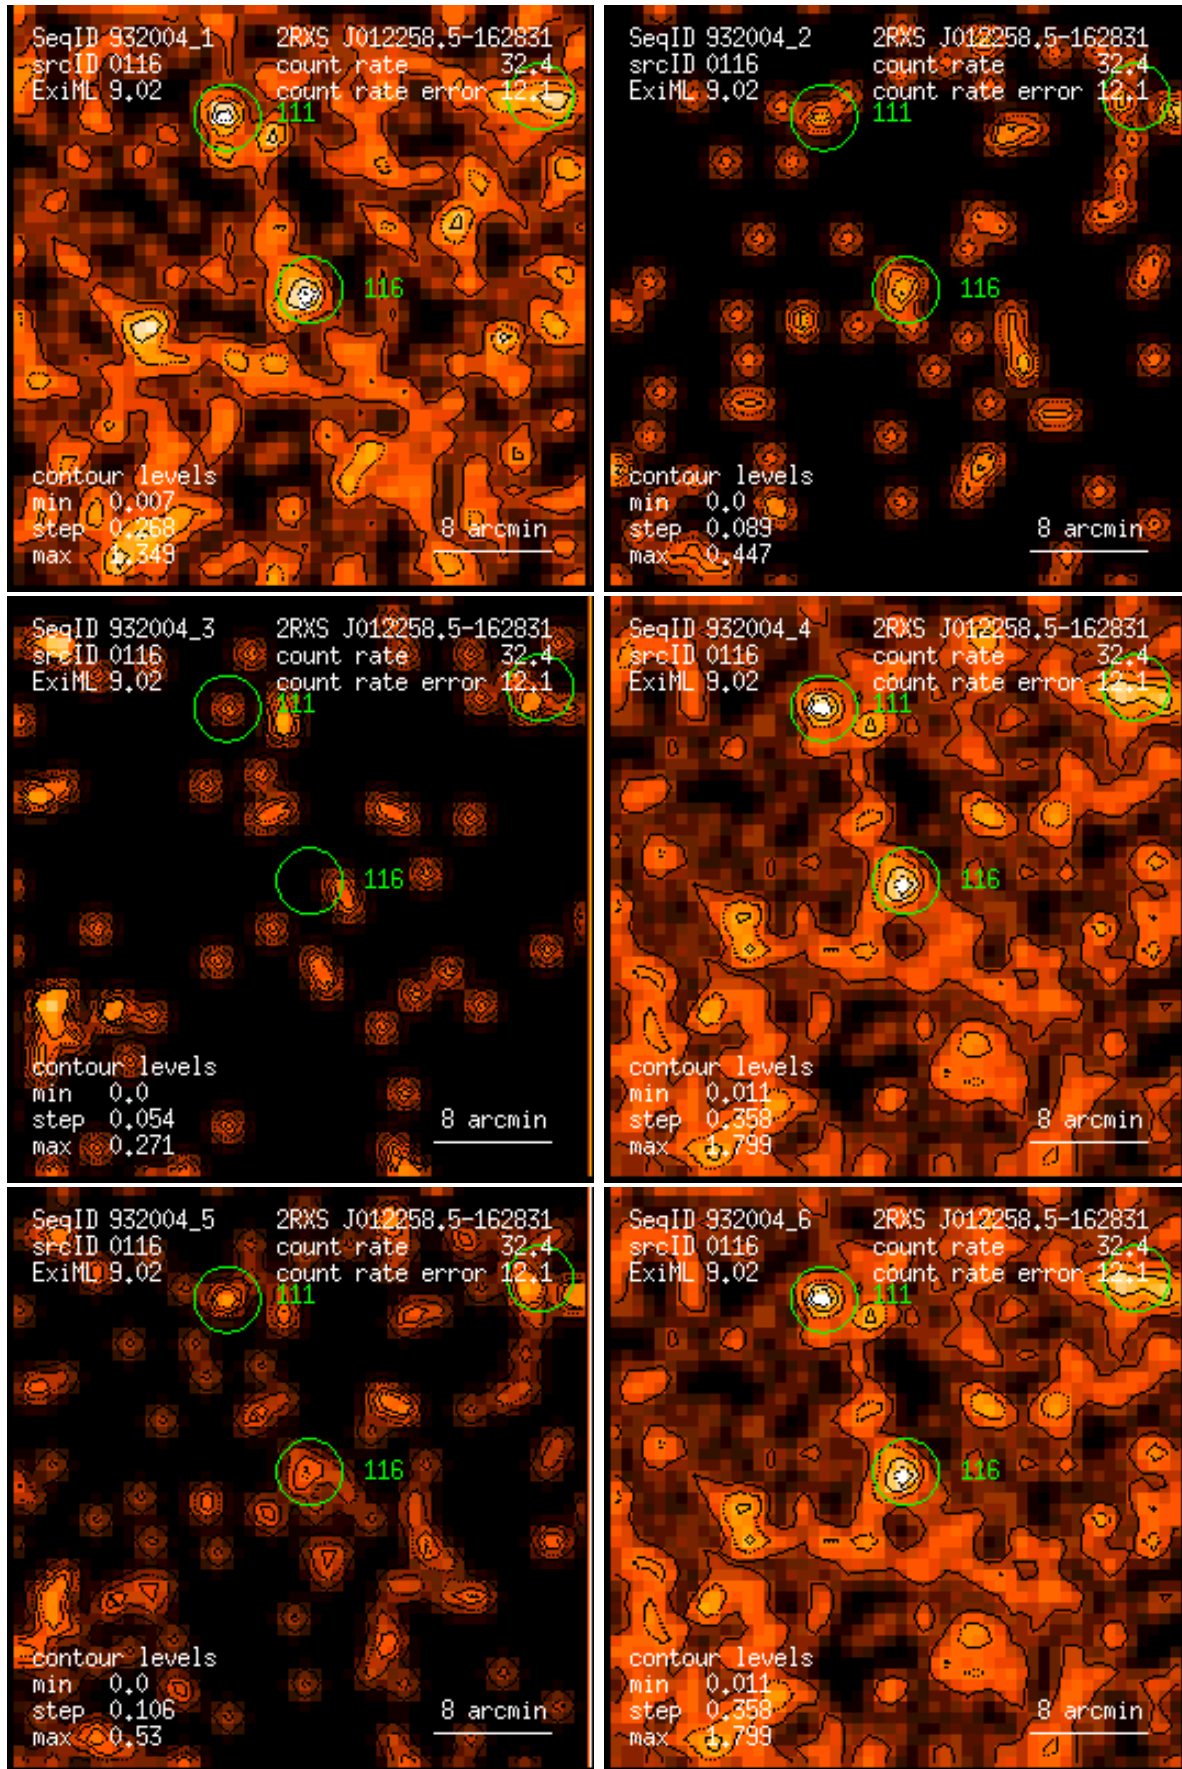 SeqID 932004_1 2RXS J012258.5-162831
srcID 0116 count rate 32.4
ExiML 9.02 count rate error 12.1
111
116
contour levels
min 0.007
step 0.268 8 arcmin
max 1.349
SeqID 932004_2 2RXS J012258.5-162831
srcID 0116 count rate 32.4
ExiML 9.02 count rate error 12.1
111
116
contour levels
min 0.0
step 0.089 8 arcmin
max 0.447
SeqID 932004_3 2RXS J012258.5-162831
srcID 0116 count rate 32.4
ExiML 9.02 count rate error 12.1
111
116
contour levels
min 0.0
step 0.054 8 arcmin
max 0.271
SeqID 932004_4 2RXS J012258.5-162831
srcID 0116 count rate 32.4
ExiML 9.02 count rate error 12.1
111
116
contour levels
min 0.011
step 0.358 8 arcmin
max 1.799
SeqID 932004_5 2RXS J012258.5-162831
srcID 0116 count rate 32.4
ExiML 9.02 count rate error 12.1
111
116
contour levels
min 0.0
step 0.106 8 arcmin
max 0.53
SeqID 932004_6 2RXS J012258.5-162831
srcID 0116 count rate 32.4
ExiML 9.02 count rate error 12.1
111
116
contour levels
min 0.011
step 0.358 8 arcmin
max 1.799